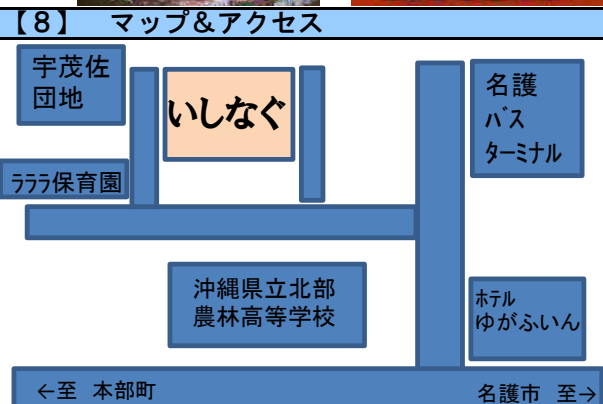 【8】 マップ&アクセス
宇茂佐
団地
いしなぐ
名護
バス
ターミナル
ラララ保育園
沖縄県立北部
農林高等学校
ホテル
ゆがふいん
←至 本部町
名護市 至→